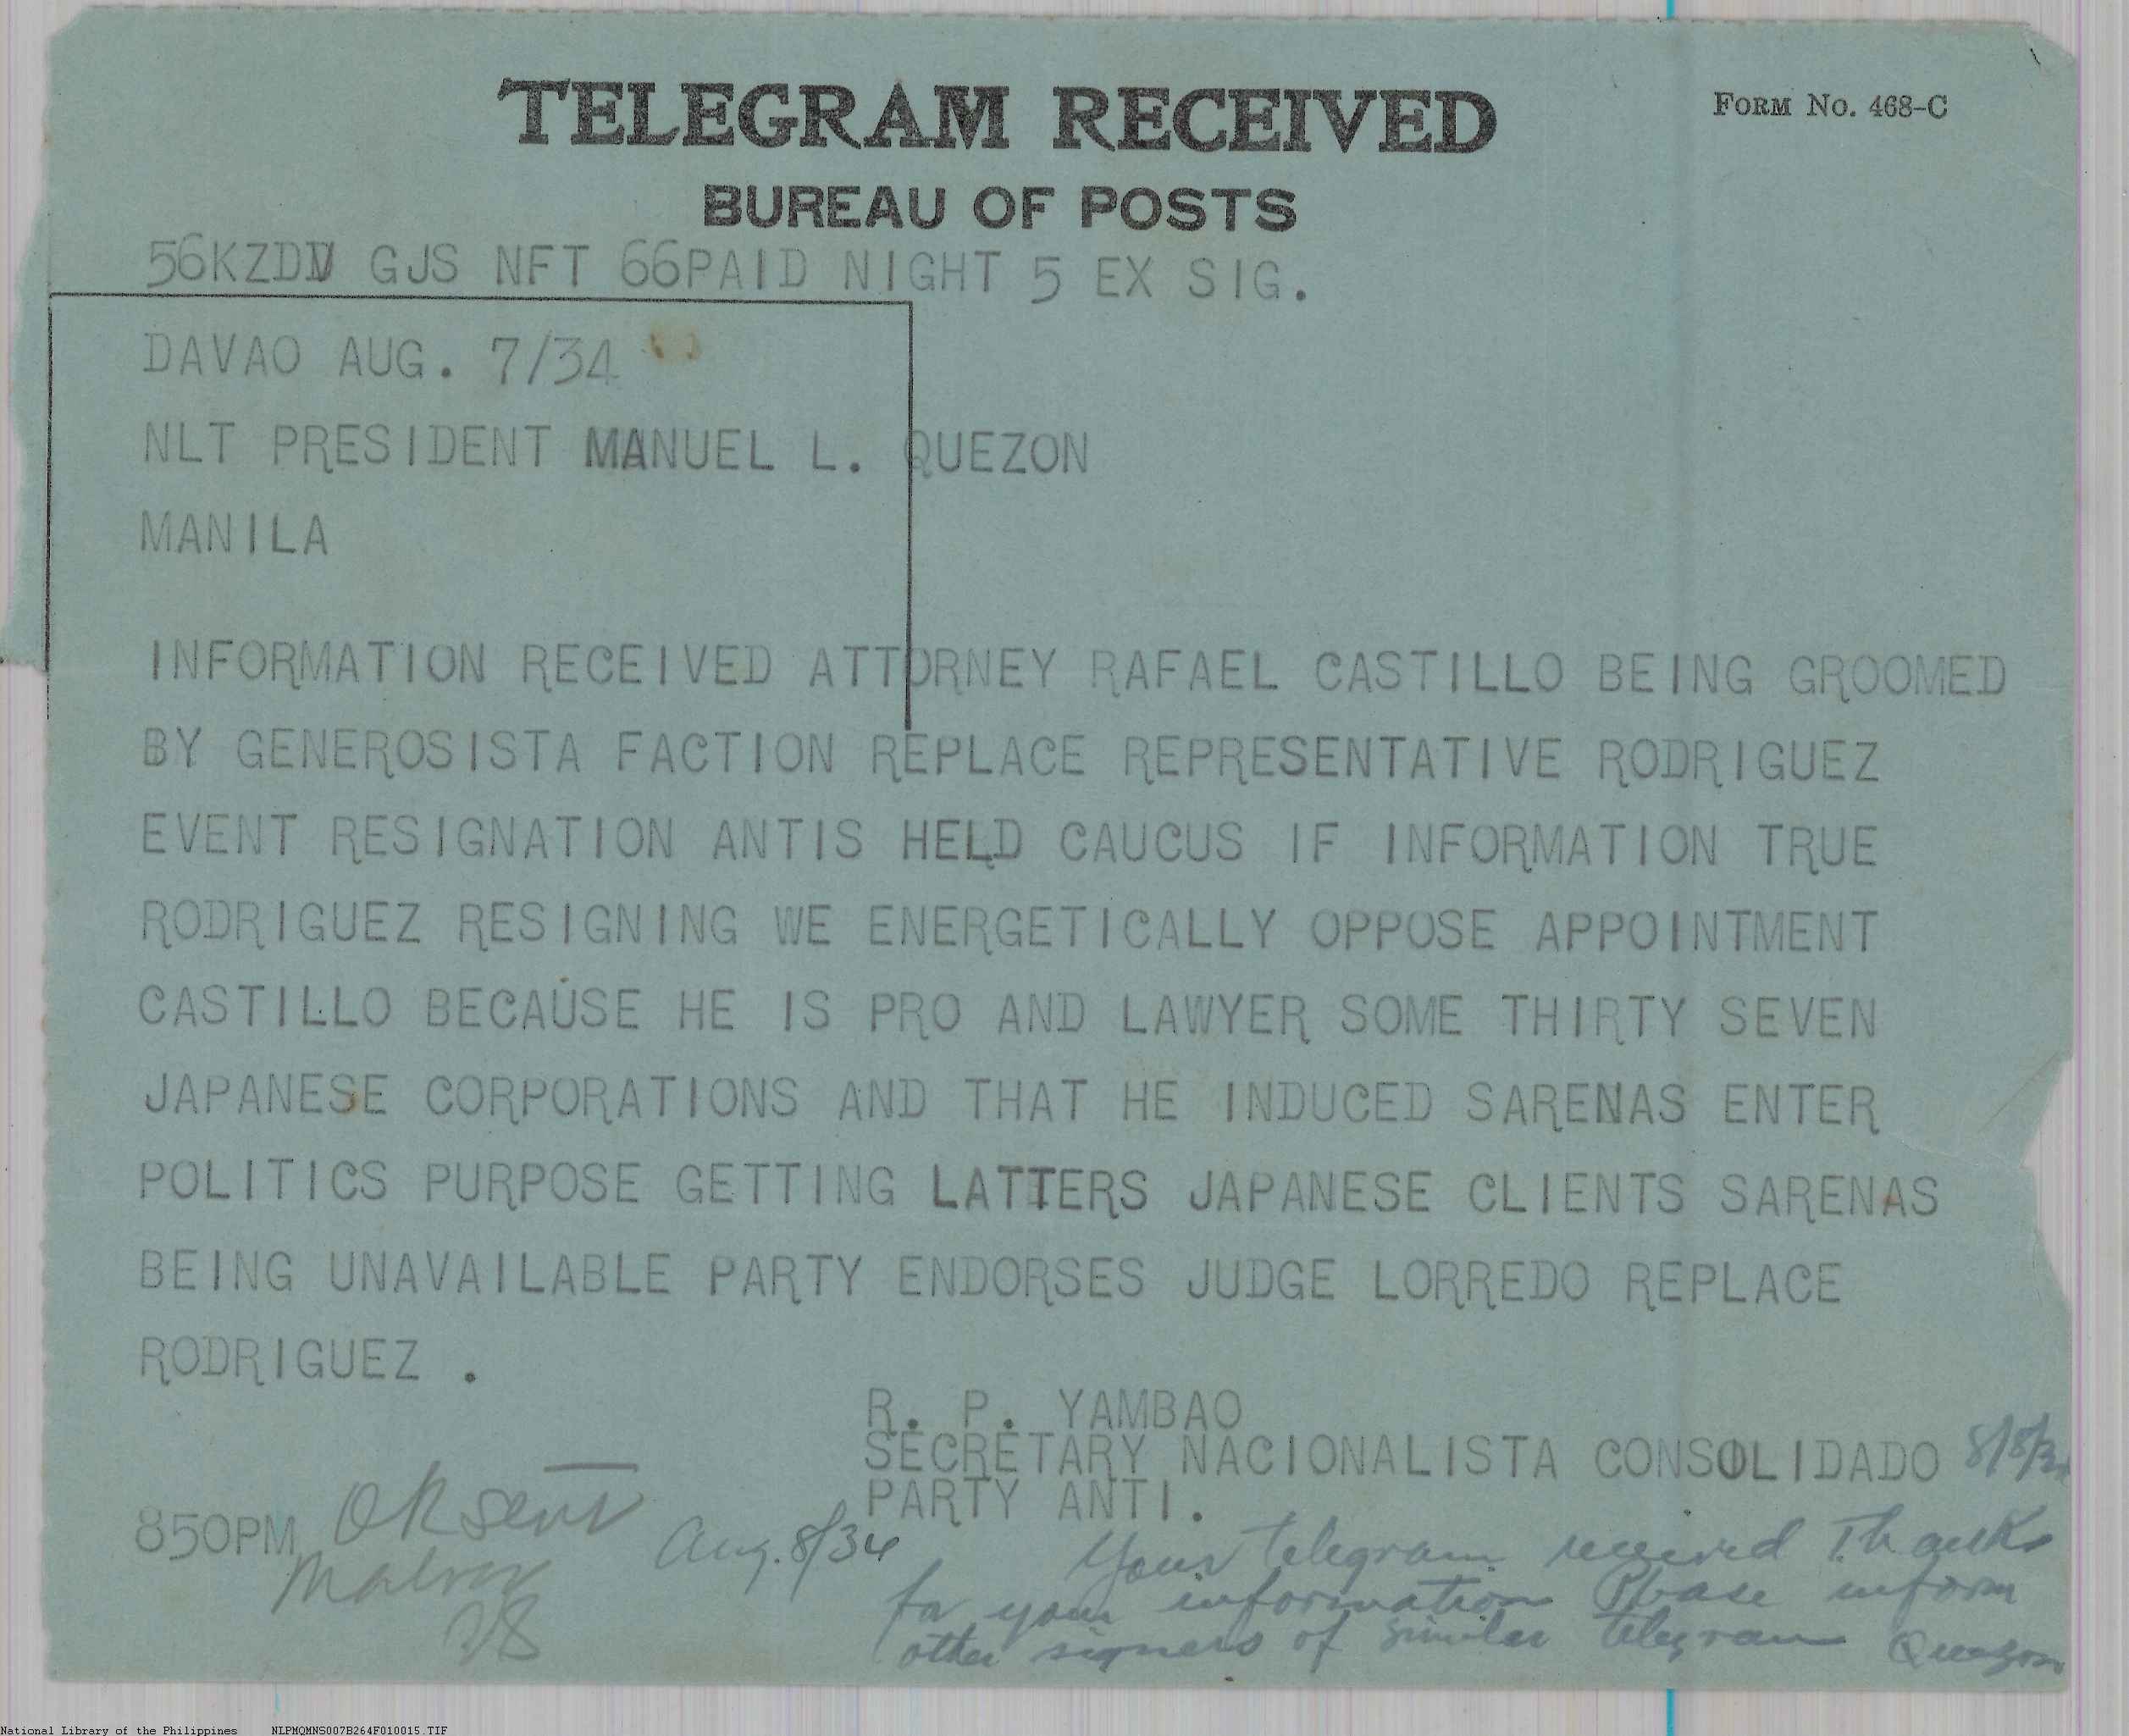 TELEGRAM RECEIVED
FORM No. 468-C
BUREAU OF POSTS
56KZDN GJS NFT 66PAID NIGHT 5 EX SIG.
DAVAO AUG. 7/34
NLT PRESIDENT MANUEL L. QUEZON
MANILA
INFORMATION RECEIVED ATTORNEY RAFAEL CASTILLO BEING GROOMED
BY GENEROSISTA FACTION REPLACE REPRESENTATIVE RODRIGUEZ
EVENT RESIGNATION ANTIS HELD CAUCUS IF INFORMATION TRUE
RODRIGUEZ RESIGNING WE ENERGETICALLY OPPOSE APPOINTMENT
CASTILLO BECAUSE HE IS PRO AND LAWYER SOME THIRTY SEVEN
JAPANESE CORPORATIONS AND THAT HE INDUCED SARENAS ENTER
POLITICS PURPOSE GETTING LATTERS JAPANESE CLIENTS SARENAS
BEING UNAVAILABLE PARTY ENDORSES JUDGE LORREDO REPLACE
RODRIGUEZ .
R. P. YAMBAO
SECRETARY NACIONALISTA CONSOLIDADO
PARTY ANTI.
850PM
OK sent
Aug. 8/34
Your telegram received Thanks
for your information Please inform
other signers of similar telegram Quezon
National Library of the Philippines NLPMQMNS007B264F010015.TIF